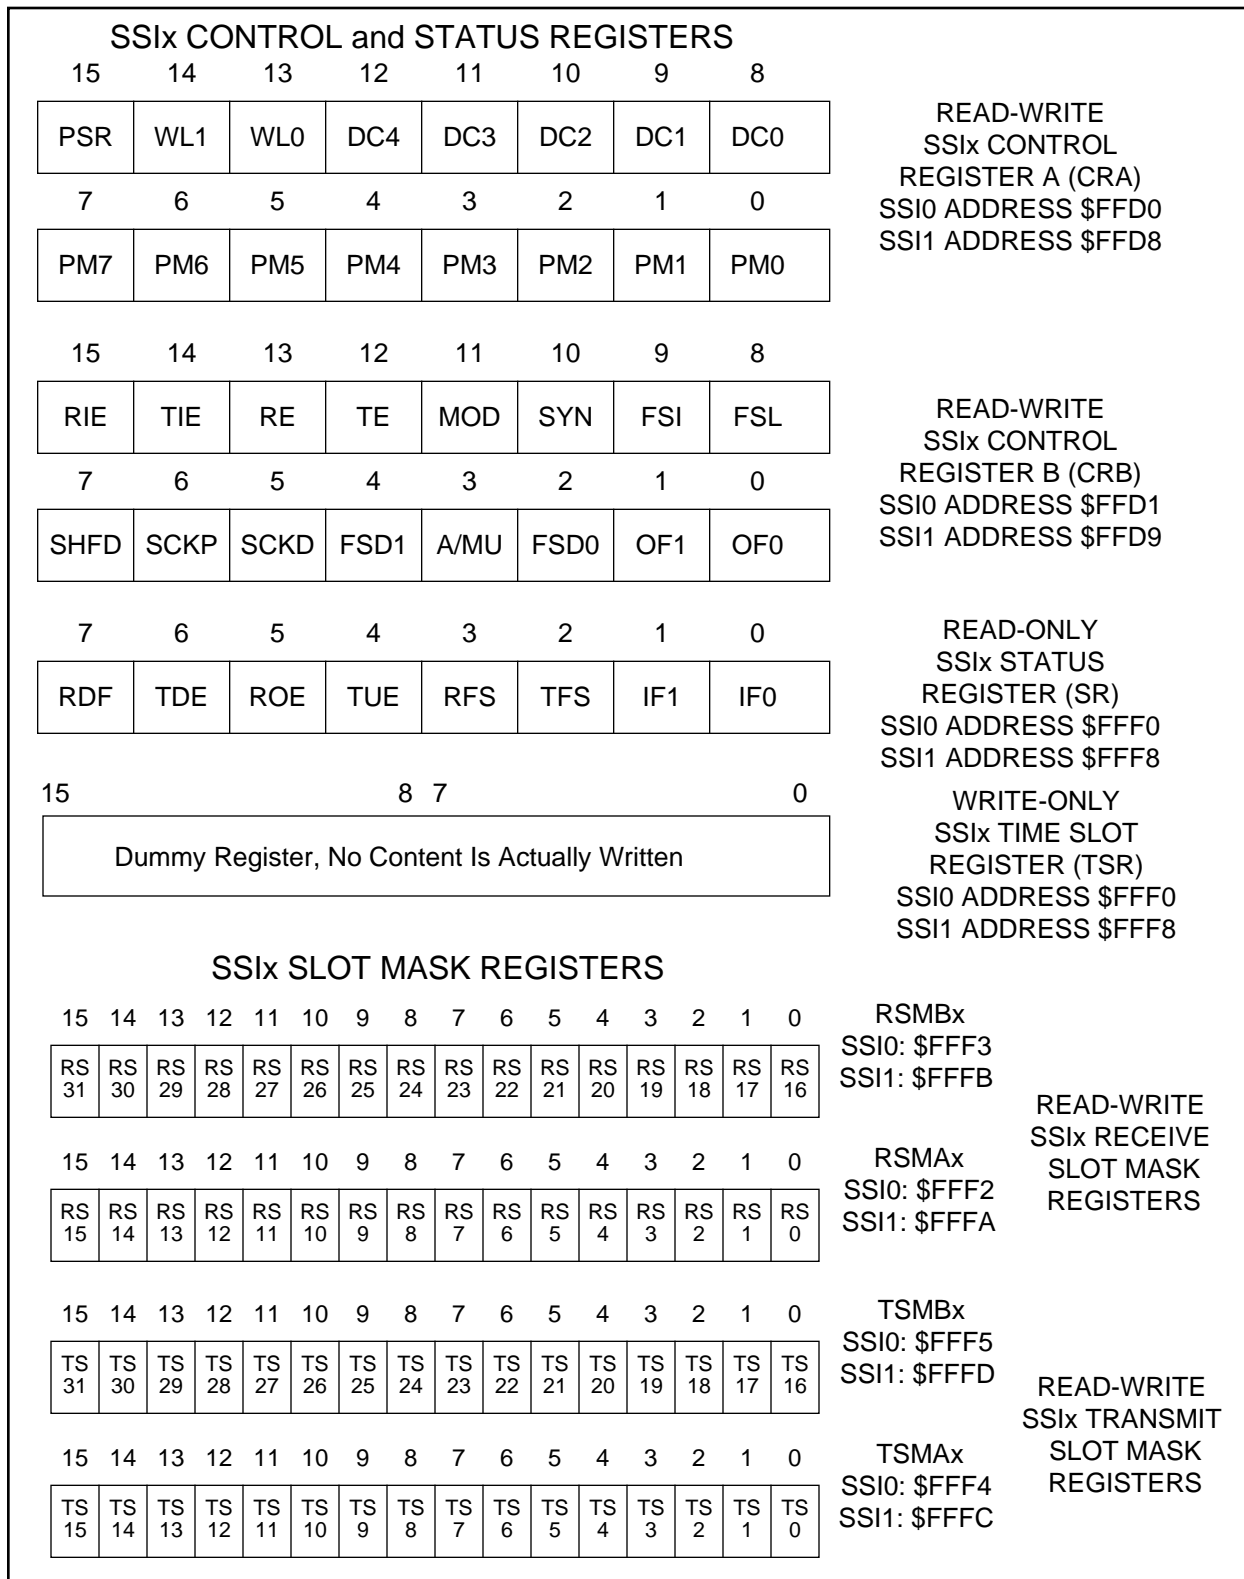 SSIx CONTROL and STATUS REGISTERS
15 14 13 12 11 10 9 8
PSR WL1 WL0 DC4 DC3 DC2 DC1 DC0
7 6 5 4 3 2 1 0
PM7 PM6 PM5 PM4 PM3 PM2 PM1 PM0
READ-WRITE
SSIx CONTROL
REGISTER A (CRA)
SSI0 ADDRESS $FFD0
SSI1 ADDRESS $FFD8
15 14 13 12 11 10 9 8
RIE TIE RE TE MOD SYN FSI FSL
7 6 5 4 3 2 1 0
SHFD SCKP SCKD FSD1 A/MU FSD0 OF1 OF0
READ-WRITE
SSIx CONTROL
REGISTER B (CRB)
SSI0 ADDRESS $FFD1
SSI1 ADDRESS $FFD9
7 6 5 4 3 2 1 0
RDF TDE ROE TUE RFS TFS IF1 IF0
READ-ONLY
SSIx STATUS
REGISTER (SR)
SSI0 ADDRESS $FFF0
SSI1 ADDRESS $FFF8
15 8 7 0
Dummy Register, No Content Is Actually Written
WRITE-ONLY
SSIx TIME SLOT
REGISTER (TSR)
SSI0 ADDRESS $FFF0
SSI1 ADDRESS $FFF8
SSIx SLOT MASK REGISTERS
15 14 13 12 11 10 9 8 7 6 5 4 3 2 1 0
RS RS RS RS RS RS RS RS RS RS RS RS RS RS RS RS
31 30 29 28 27 26 25 24 23 22 21 20 19 18 17 16
RSMBx
SSI0: $FFF3
SSI1: $FFFB
15 14 13 12 11 10 9 8 7 6 5 4 3 2 1 0
RS RS RS RS RS RS RS RS RS RS RS RS RS RS RS RS
15 14 13 12 11 10 9 8 7 6 5 4 3 2 1 0
RSMAx
SSI0: $FFF2
SSI1: $FFFA
READ-WRITE
SSIx RECEIVE
SLOT MASK
REGISTERS
15 14 13 12 11 10 9 8 7 6 5 4 3 2 1 0
TS TS TS TS TS TS TS TS TS TS TS TS TS TS TS TS
31 30 29 28 27 26 25 24 23 22 21 20 19 18 17 16
TSMBx
SSI0: $FFF5
SSI1: $FFFD
15 14 13 12 11 10 9 8 7 6 5 4 3 2 1 0
TS TS TS TS TS TS TS TS TS TS TS TS TS TS TS TS
15 14 13 12 11 10 9 8 7 6 5 4 3 2 1 0
TSMAx
SSI0: $FFF4
SSI1: $FFFC
READ-WRITE
SSIx TRANSMIT
SLOT MASK
REGISTERS